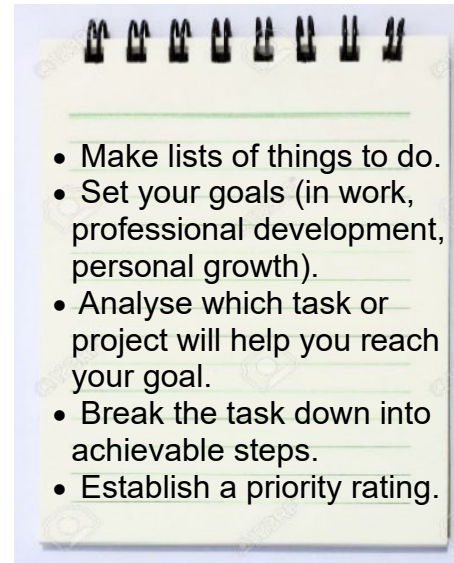 • Make lists of things to do.
• Set your goals (in work,
professional development,
personal growth).
• Analyse which task or
project will help you reach
your goal.
• Break the task down into
achievable steps.
• Establish a priority rating.